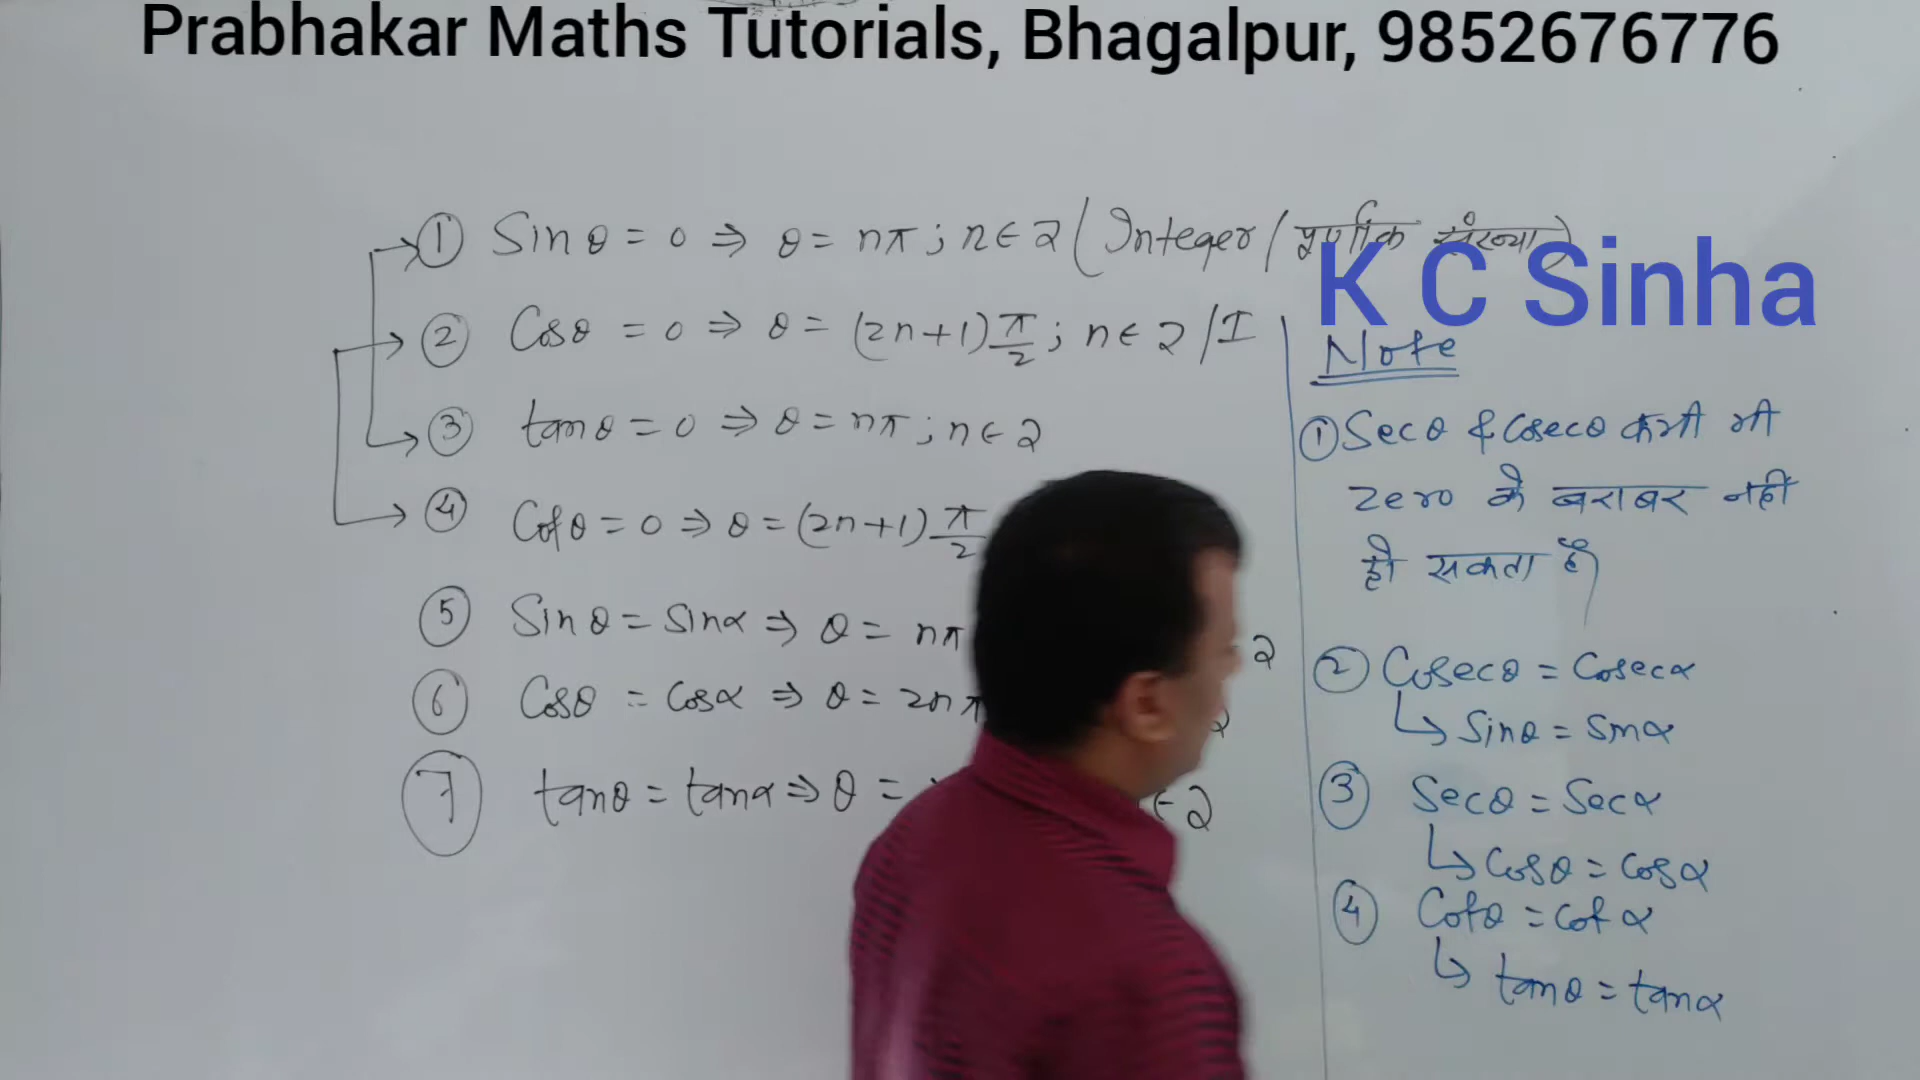 Prabhakar Maths Tutorials, Bhagalpur, 9852676776
① Sinθ = 0 ⇒ θ = nπ ; n ∈ Z (Integer / पूर्णांक संख्या)
② Cosθ = 0 ⇒ θ = (2n+1)π/2 ; n ∈ Z / I
③ tanθ = 0 ⇒ θ = nπ ; n ∈ Z
④ Cotθ = 0 ⇒ θ = (2n+1)π/2
⑤ Sinθ = Sinα ⇒ θ = nπ Z
⑥ Cosθ = Cosα ⇒ θ = 2nπ Z
⑦ tanθ = tanα ⇒ θ = ∈ Z
K C Sinha
Note
① Secθ & Cosecθ कभी भी
zero के बराबर नहीं
हो सकता है
② Cosecθ = Cosecα
↳ Sinθ = Sinα
③ Secθ = Secα
↳ Cosθ = Cosα
④ Cotθ = Cot α
↳ tanθ = tanα